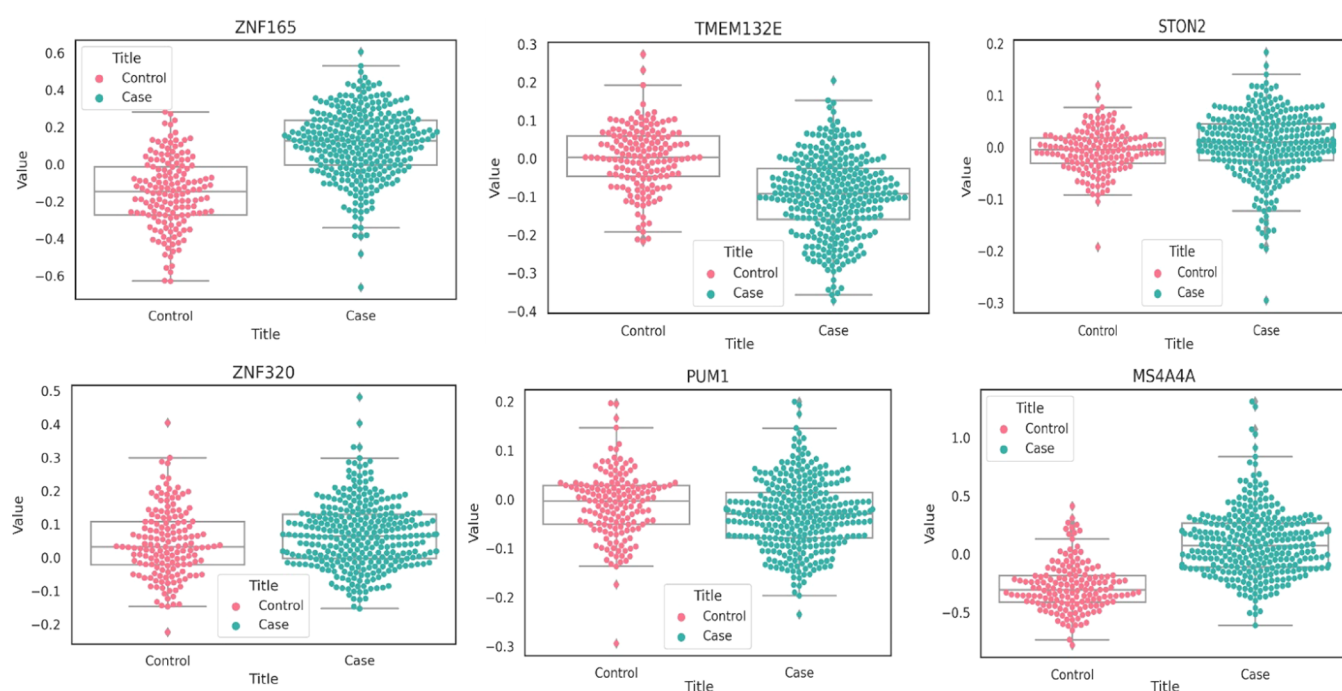 ZNF165
0.6
0.4
0.2
0.0
−0.2
−0.4
−0.6
Value
Title
Control
Case
Control
Case
Title
TMEM132E
0.3
0.2
0.1
0.0
−0.1
−0.2
−0.3
−0.4
Value
Title
Control
Case
Control
Case
Title
STON2
0.2
0.1
0.0
−0.1
−0.2
−0.3
Value
Title
Control
Case
Control
Case
Title
ZNF320
0.5
0.4
0.3
0.2
0.1
0.0
−0.1
−0.2
Value
Title
Control
Case
Control
Case
Title
PUM1
0.2
0.1
0.0
−0.1
−0.2
−0.3
Value
Title
Control
Case
Control
Case
Title
MS4A4A
1.0
0.5
0.0
−0.5
Value
Title
Control
Case
Control
Case
Title